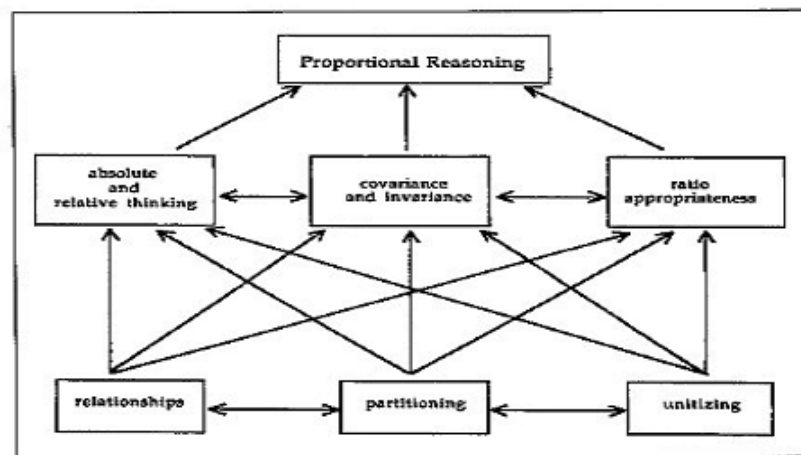 Proportional Reasoning
absolute
and
relative thinking
covariance
and invariance
ratio
appropriateness
relationships
partitioning
unitizing